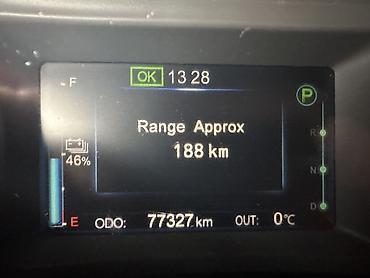 F OK 13 28 P
Range Approx
188 km
R
46%
N
D
E ODO: 77327 km OUT: 0°C